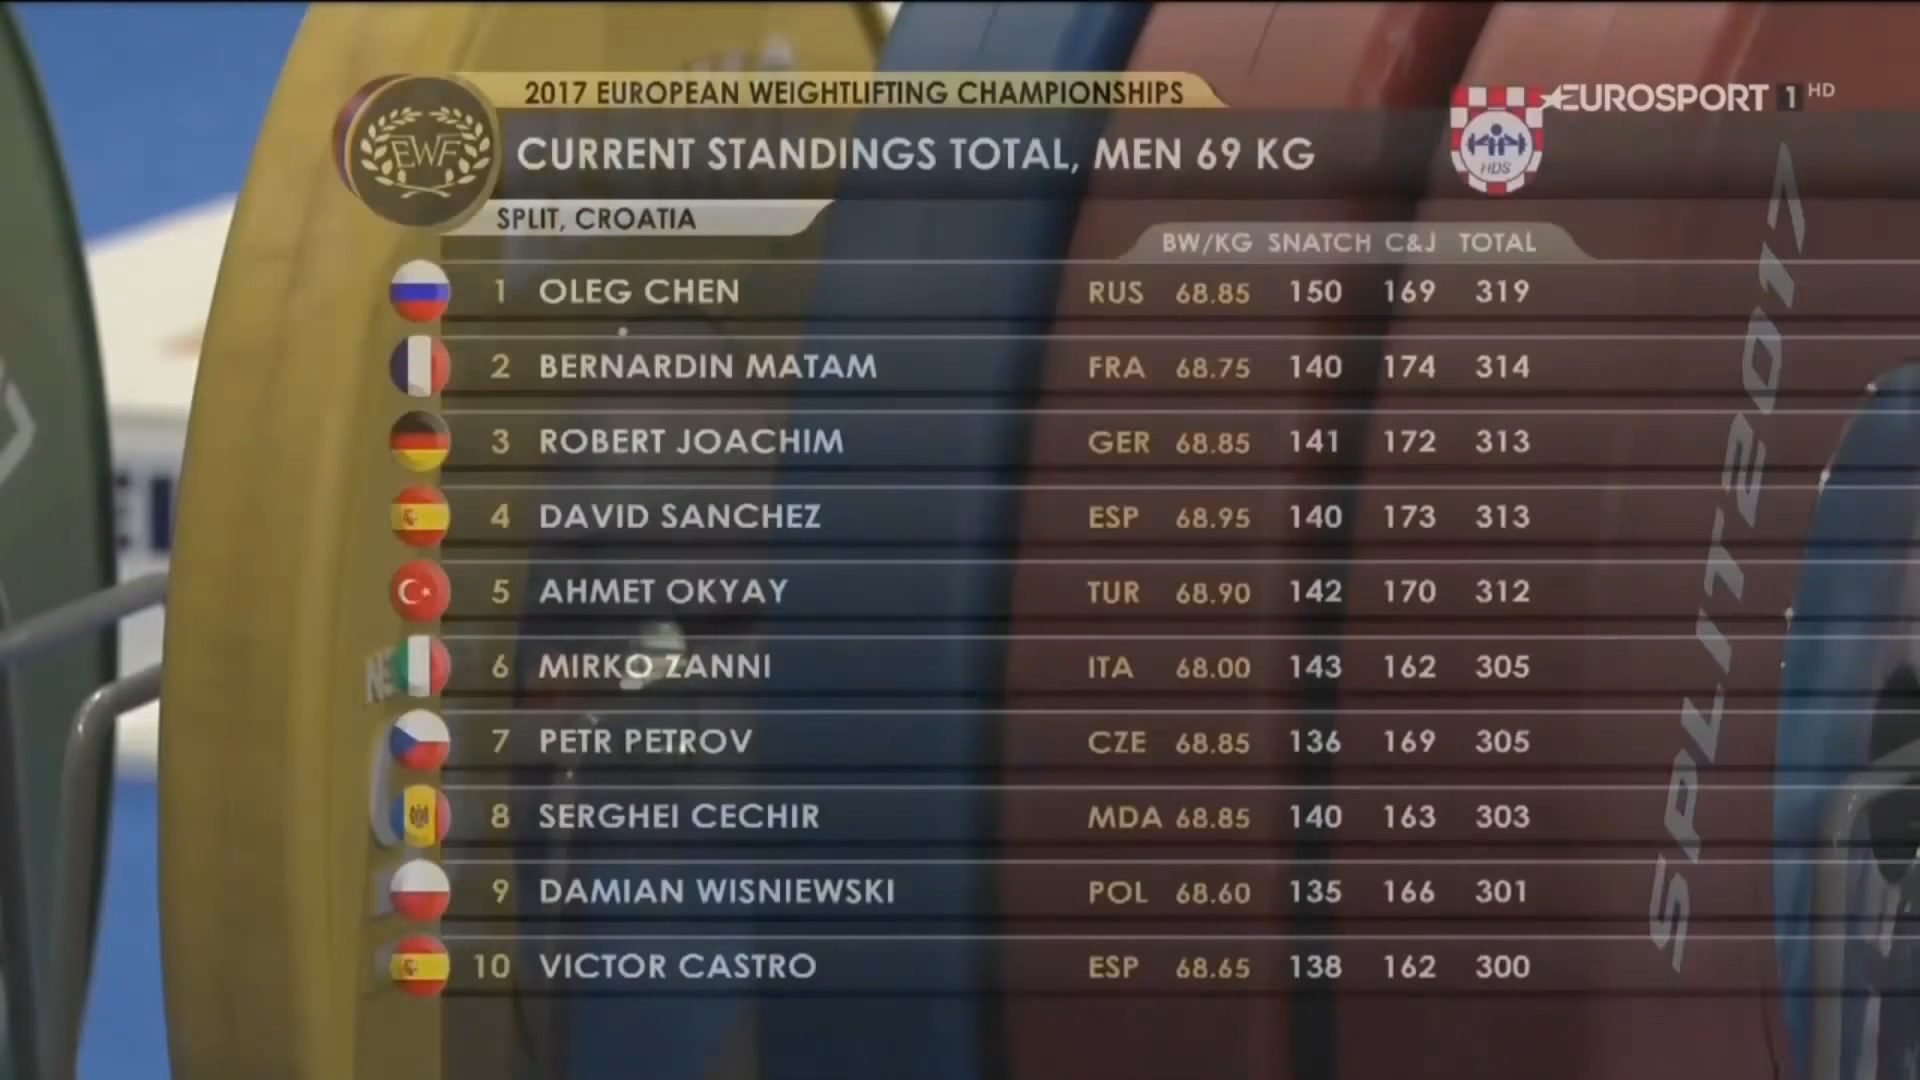 2017 EUROPEAN WEIGHTLIFTING CHAMPIONSHIPS
EUROSPORT 1 HD
EWF
CURRENT STANDINGS TOTAL, MEN 69 KG
HDS
SPLIT, CROATIA
BW/KG SNATCH C&J TOTAL
1 OLEG CHEN RUS 68.85 150 169 319
2 BERNARDIN MATAM FRA 68.75 140 174 314
3 ROBERT JOACHIM GER 68.85 141 172 313
4 DAVID SANCHEZ ESP 68.95 140 173 313
5 AHMET OKYAY TUR 68.90 142 170 312
6 MIRKO ZANNI ITA 68.00 143 162 305
7 PETR PETROV CZE 68.85 136 169 305
8 SERGHEI CECHIR MDA 68.85 140 163 303
9 DAMIAN WISNIEWSKI POL 68.60 135 166 301
10 VICTOR CASTRO ESP 68.65 138 162 300
SPLIT2017